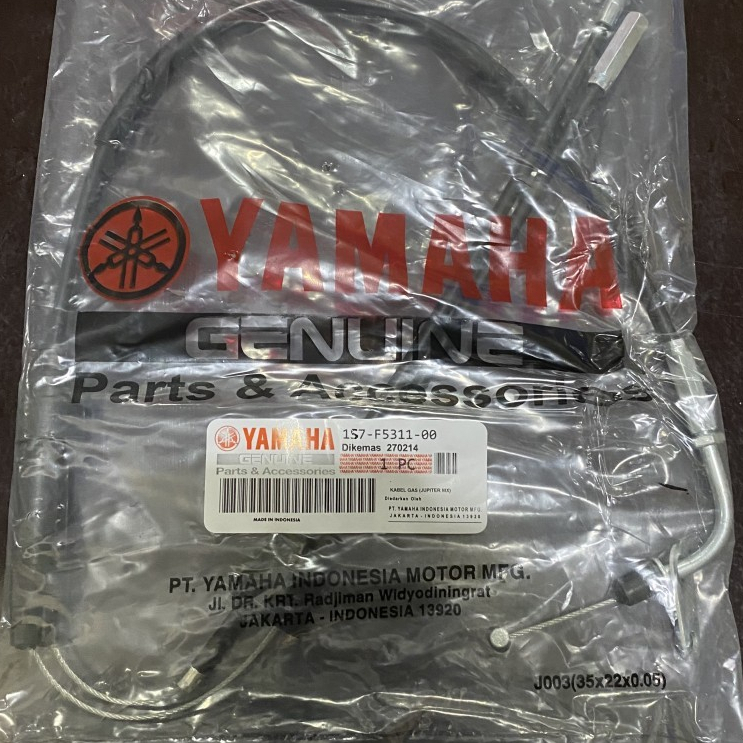 YAMAHA
GENUINE
Parts & Accessories
YAMAHA
GENUINE
Parts & Accessories
MADE IN INDONESIA
1S7-F5311-00
Dikemas 270214
1 PC
KABEL GAS (JUPITER MX)
Diedarkan Oleh
PT. YAMAHA INDONESIA MOTOR MFG.
JAKARTA - INDONESIA 13920
PT. YAMAHA INDONESIA MOTOR MFG.
Jl. DR. KRT. Radjiman Widyodiningrat
JAKARTA - INDONESIA 13920
J003(35x22x0.05)